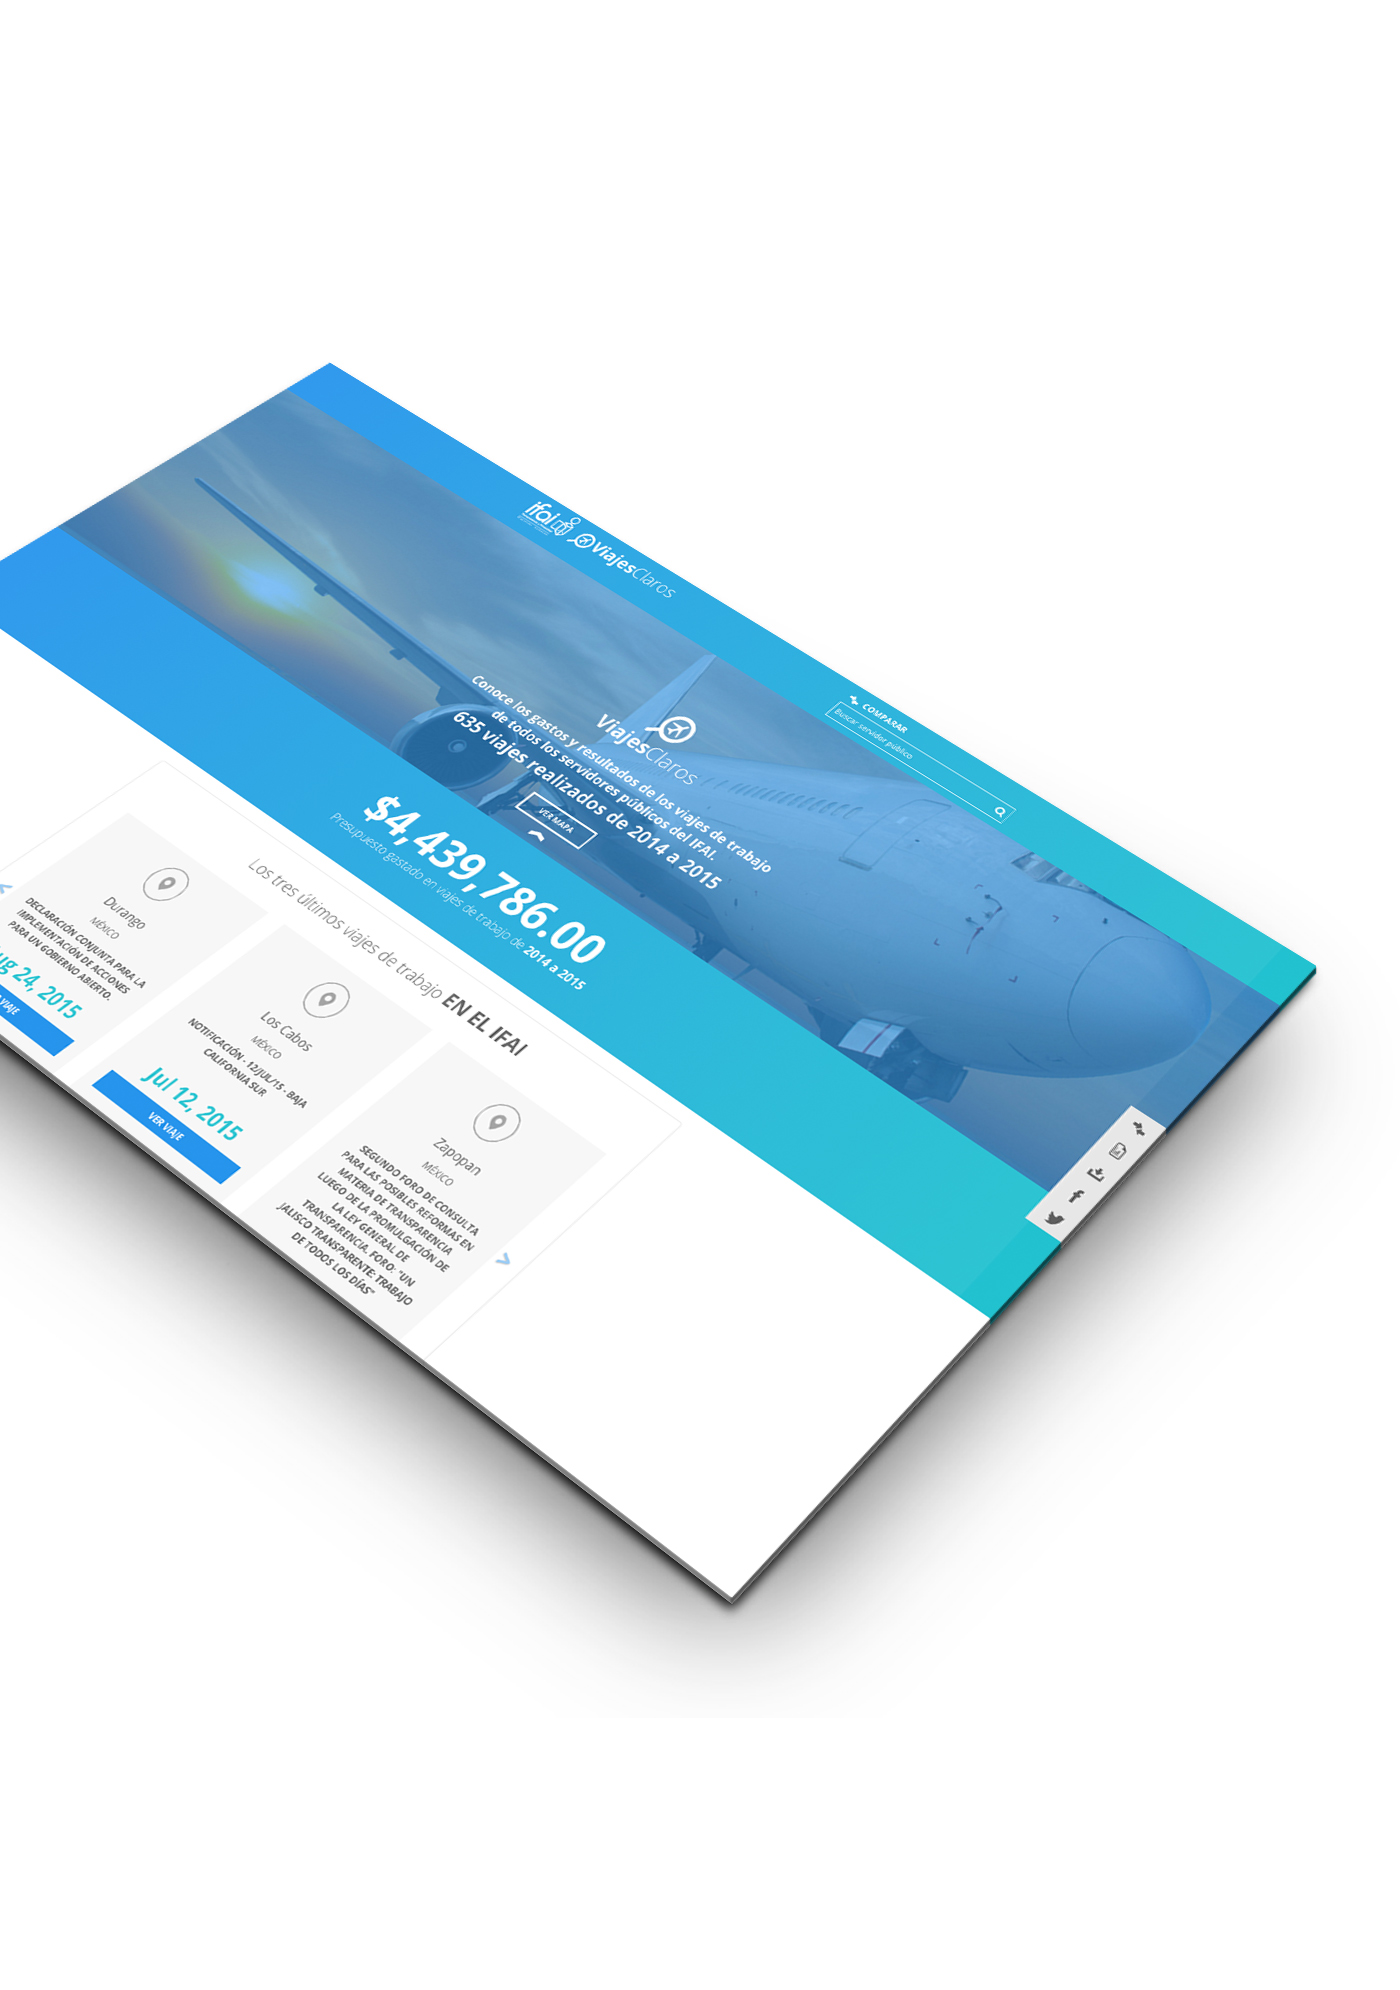 ifai
ViajesClaros
COMPARAR
Buscar servidor público
ViajesClaros
Conoce los gastos y resultados de los viajes de trabajo
de todos los servidores públicos del IFAI.
635 viajes realizados de 2014 a 2015
VER MAPA
$4,439,786.00
Presupuesto gastado en viajes de trabajo de 2014 a 2015
Los tres últimos viajes de trabajo EN EL IFAI
Durango
MÉXICO
DECLARACIÓN CONJUNTA PARA LA
IMPLEMENTACIÓN DE ACCIONES
PARA UN GOBIERNO ABIERTO.
ug 24, 2015
VIAJE
Los Cabos
MÉXICO
NOTIFICACIÓN - 12/JUL/15 - BAJA
CALIFORNIA SUR
Jul 12, 2015
VER VIAJE
Zapopan
MÉXICO
SEGUNDO FORO DE CONSULTA
PARA LAS POSIBLES REFORMAS EN
MATERIA DE TRANSPARENCIA
LUEGO DE LA PROMULGACIÓN DE
LA LEY GENERAL DE
TRANSPARENCIA. FORO: "UN
JALISCO TRANSPARENTE: TRABAJO
DE TODOS LOS DÍAS"